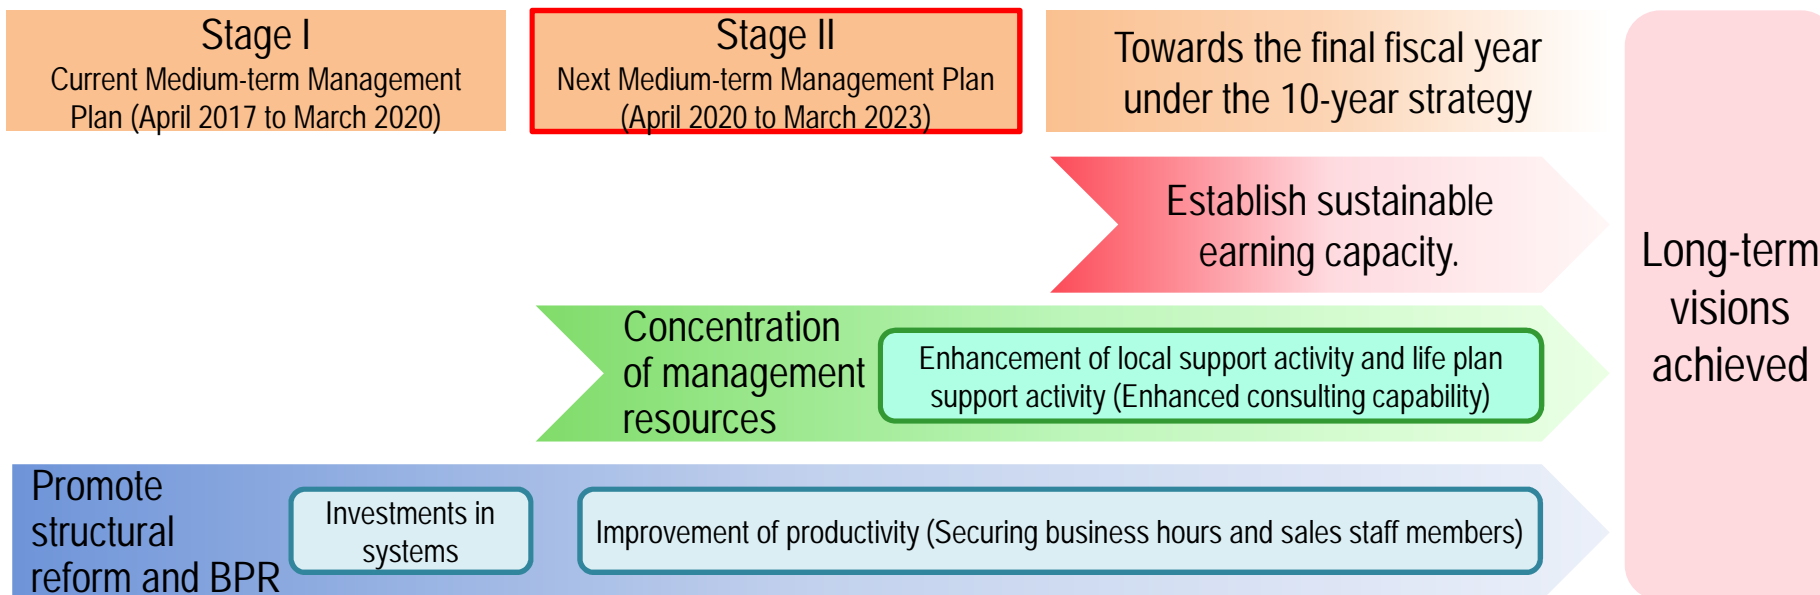 Stage I
Current Medium-term Management
Plan (April 2017 to March 2020)
Stage II
Next Medium-term Management Plan
(April 2020 to March 2023)
Towards the final fiscal year
under the 10-year strategy
Establish sustainable
earning capacity.
Concentration
of management
resources
Enhancement of local support activity and life plan
support activity (Enhanced consulting capability)
Promote
structural
reform and BPR
Investments in
systems
Improvement of productivity (Securing business hours and sales staff members)
Long-term
visions
achieved